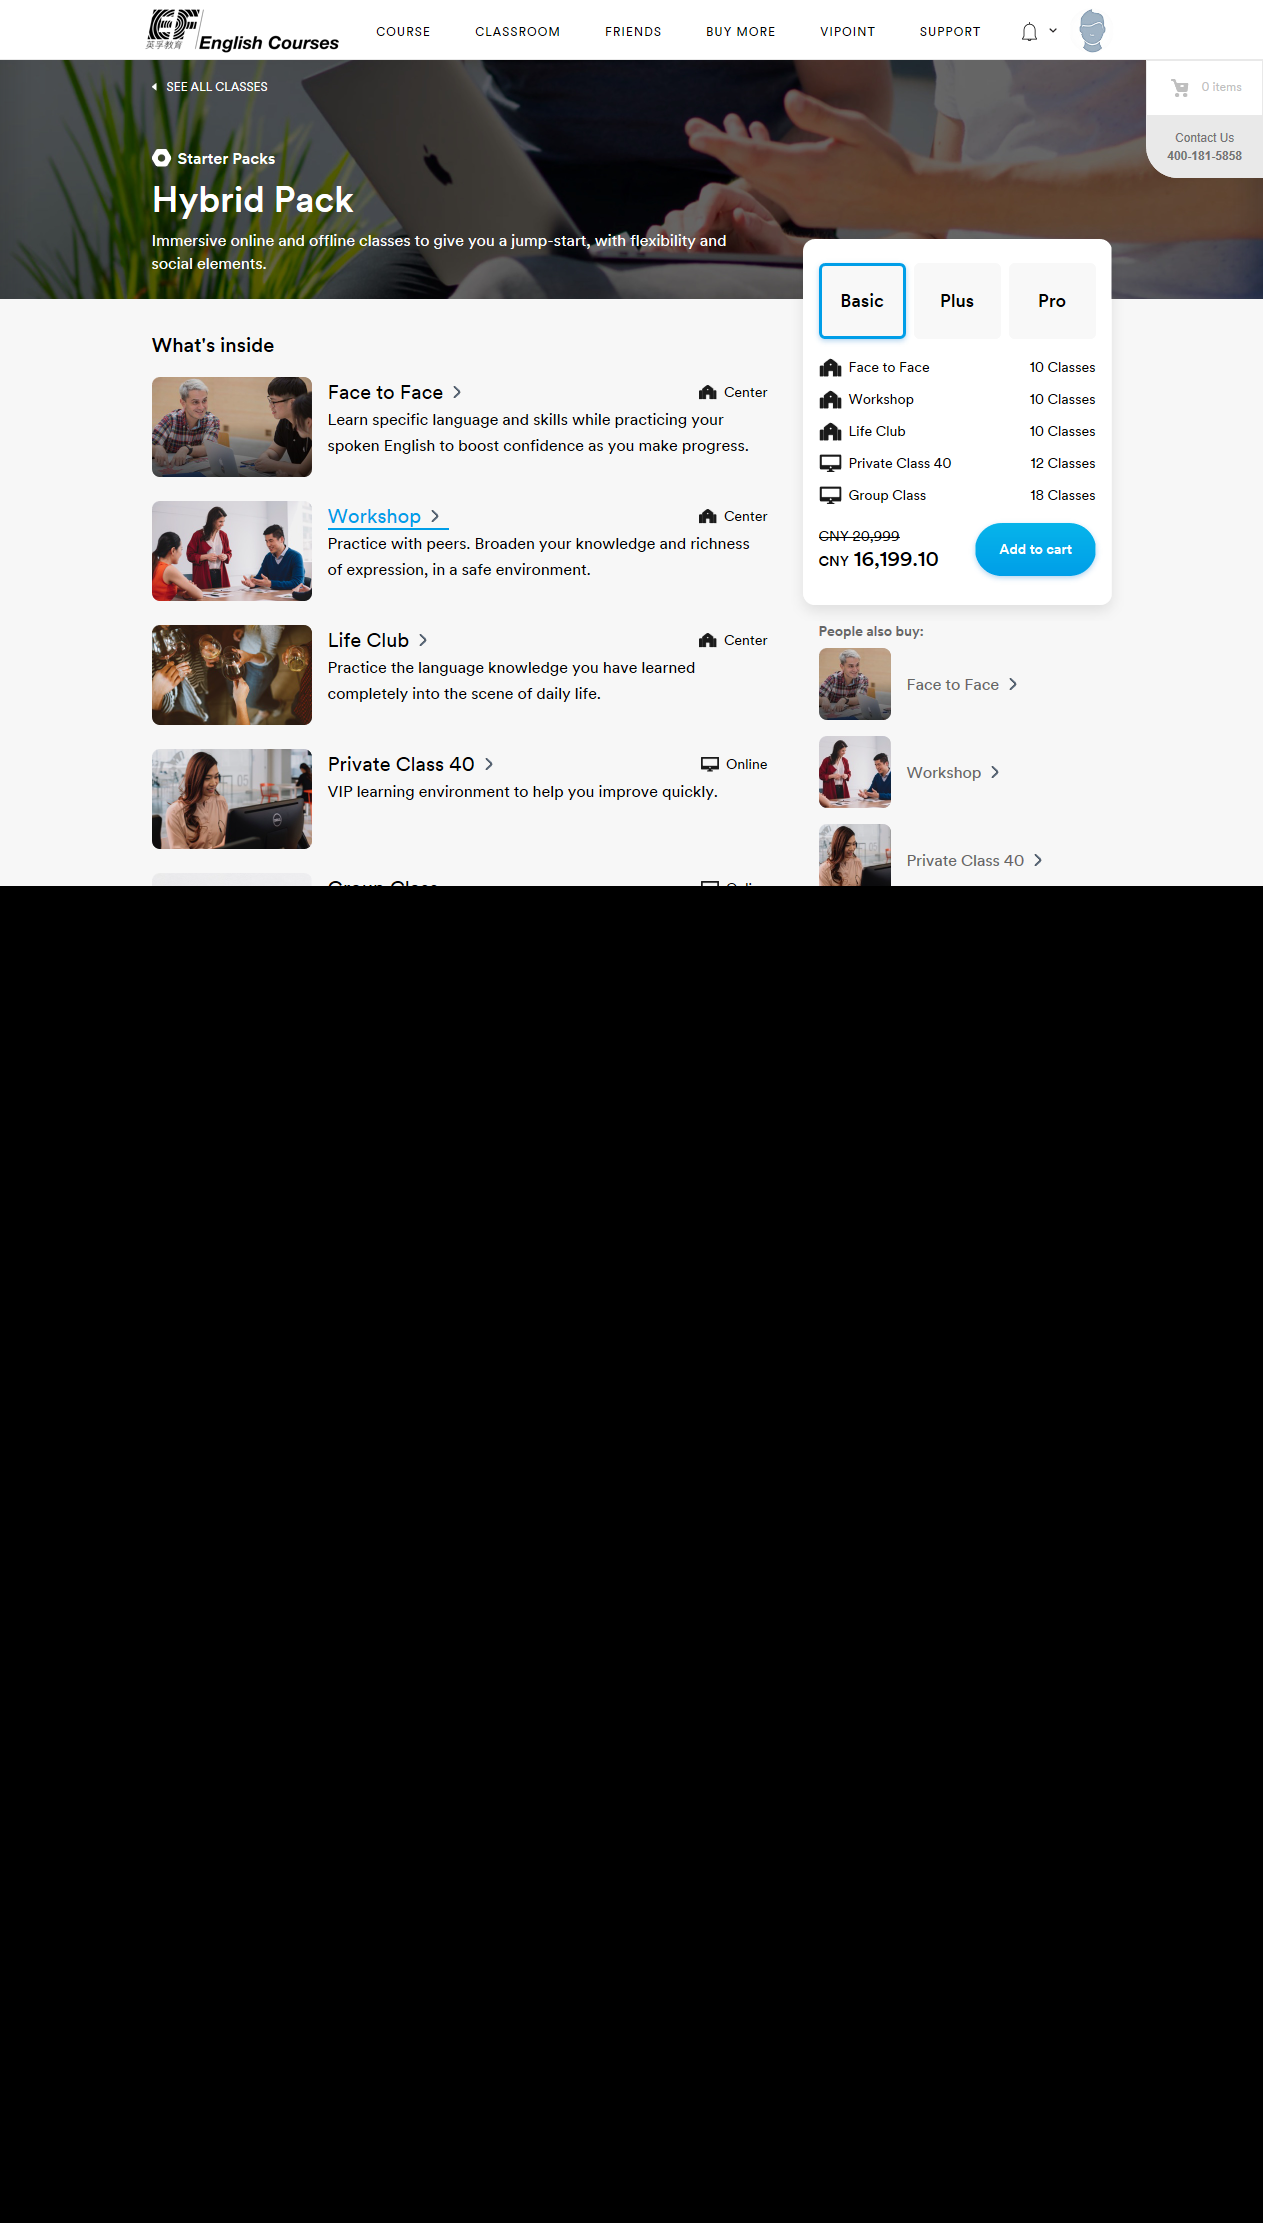 EF
英孚教育
English Courses
COURSE
CLASSROOM
FRIENDS
BUY MORE
VIPOINT
SUPPORT
0 items
Contact Us
400-181-5858
SEE ALL CLASSES
Starter Packs
Hybrid Pack
Immersive online and offline classes to give you a jump-start, with flexibility and
social elements.
What's inside
Face to Face
Center
Learn specific language and skills while practicing your
spoken English to boost confidence as you make progress.
Workshop
Center
Practice with peers. Broaden your knowledge and richness
of expression, in a safe environment.
Life Club
Center
Practice the language knowledge you have learned
completely into the scene of daily life.
Private Class 40
Online
VIP learning environment to help you improve quickly.
Group Class
Online
Basic
Plus
Pro
Face to Face 10 Classes
Workshop 10 Classes
Life Club 10 Classes
Private Class 40 12 Classes
Group Class 18 Classes
CNY 20,999
CNY 16,199.10
Add to cart
People also buy:
Face to Face
Workshop
Private Class 40